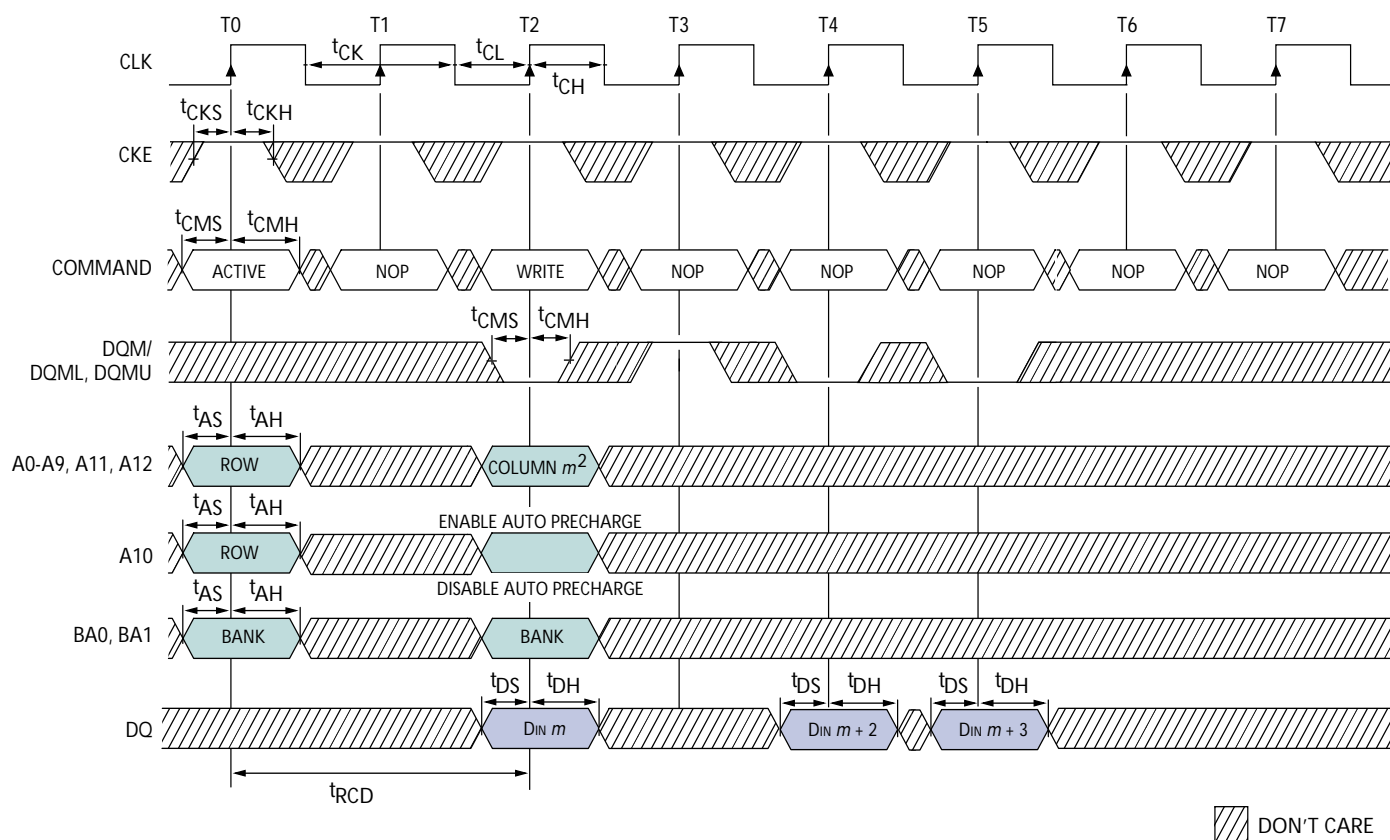 T0 T1 T2 T3 T4 T5 T6 T7
CLK
tCK tCL
tCH
tCKS tCKH
CKE
tCMS tCMH
COMMAND ACTIVE NOP WRITE NOP NOP NOP NOP NOP
tCMS tCMH
DQM/
DQML, DQMU
tAS tAH
A0-A9, A11, A12 ROW COLUMN m2
tAS tAH
ENABLE AUTO PRECHARGE
A10 ROW
DISABLE AUTO PRECHARGE
tAS tAH
BA0, BA1 BANK BANK
tDS tDH tDS tDH tDS tDH
DQ DIN m DIN m + 2 DIN m + 3
tRCD
DON'T CARE